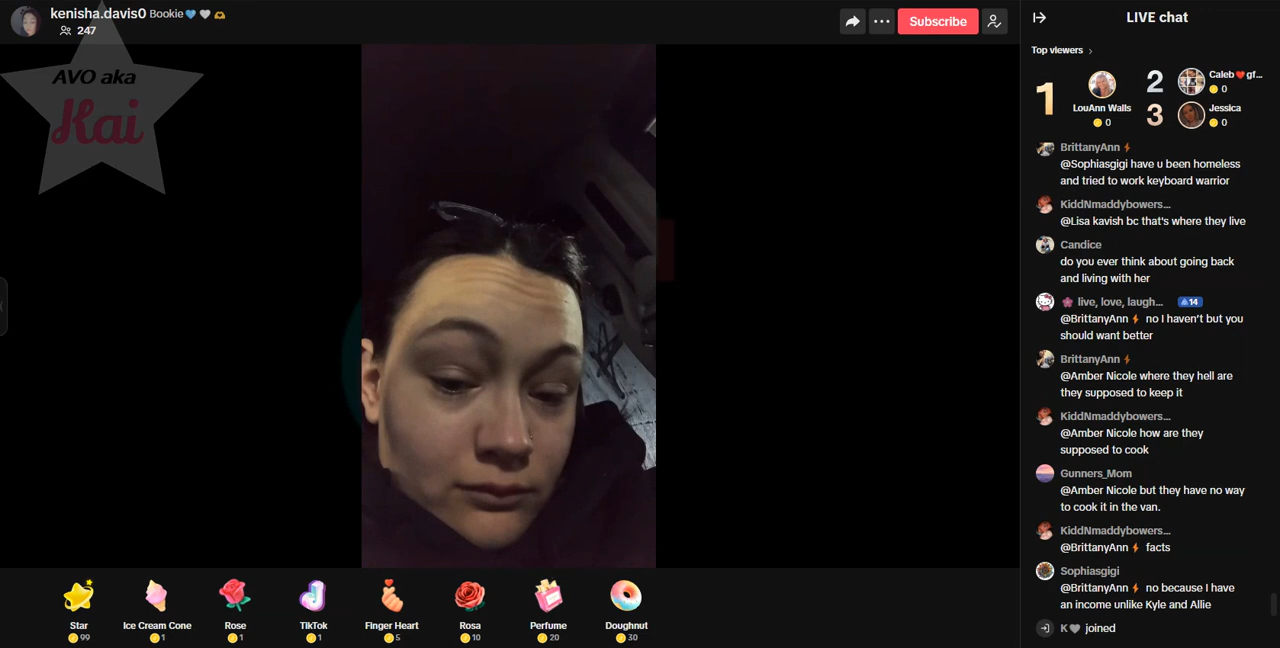 kenisha.davis0 Bookie💙🤍🫶
247
Subscribe
AVO aka
Kai
Star
99
Ice Cream Cone
1
Rose
1
TikTok
1
Finger Heart
5
Rosa
10
Perfume
20
Doughnut
30
LIVE chat
Top viewers >
1
LouAnn Walls
0
2
Caleb❤️gf...
0
3
Jessica
0
BrittanyAnn⚡
@Sophiasgigi have u been homeless
and tried to work keyboard warrior
KiddNmaddybowers...
@Lisa kavish bc that's where they live
Candice
do you ever think about going back
and living with her
🌸 live, love, laugh... 14
@BrittanyAnn⚡ no I haven't but you
should want better
BrittanyAnn⚡
@Amber Nicole where they hell are
they supposed to keep it
KiddNmaddybowers...
@Amber Nicole how are they
supposed to cook
Gunners_Mom
@Amber Nicole but they have no way
to cook it in the van.
KiddNmaddybowers...
@BrittanyAnn⚡ facts
Sophiasgigi
@BrittanyAnn⚡ no because I have
an income unlike Kyle and Allie
K🤍 joined